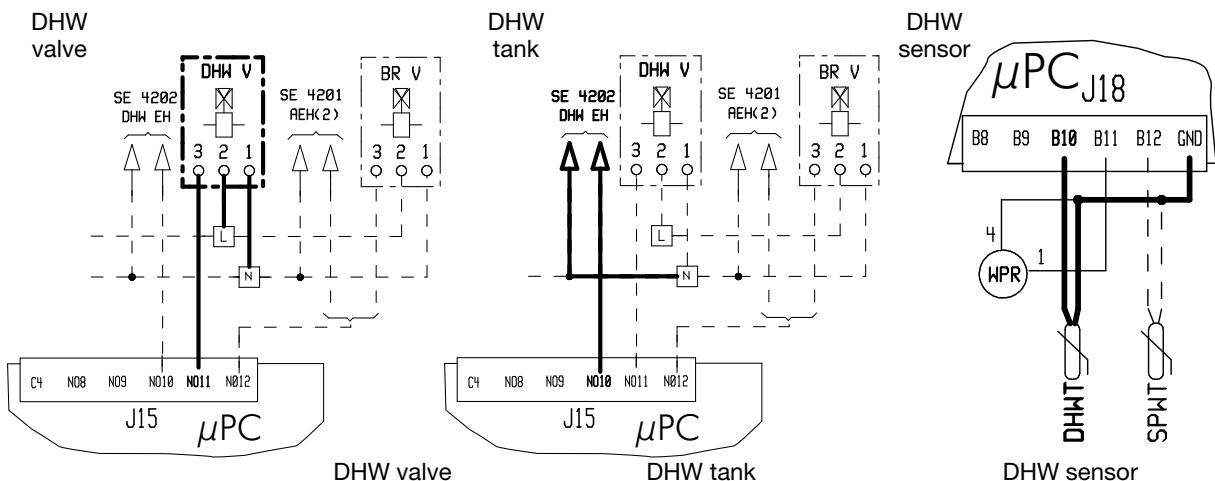 DHW
valve
SE 4202
DHW EH
DHW V
3 2 1
SE 4201
AEH(2)
BR V
3 2 1
L
N
C4 NO8 NO9 NO10 NO11 NO12
J15
µPC
DHW valve
DHW
tank
SE 4202
DHW EH
DHW V
3 2 1
SE 4201
AEH(2)
BR V
3 2 1
L
N
C4 NO8 NO9 NO10 NO11 NO12
J15
µPC
DHW tank
DHW
sensor
µPC
J18
B8 B9 B10 B11 B12 GND
4
1
WPR
DHWT
SPWT
DHW sensor